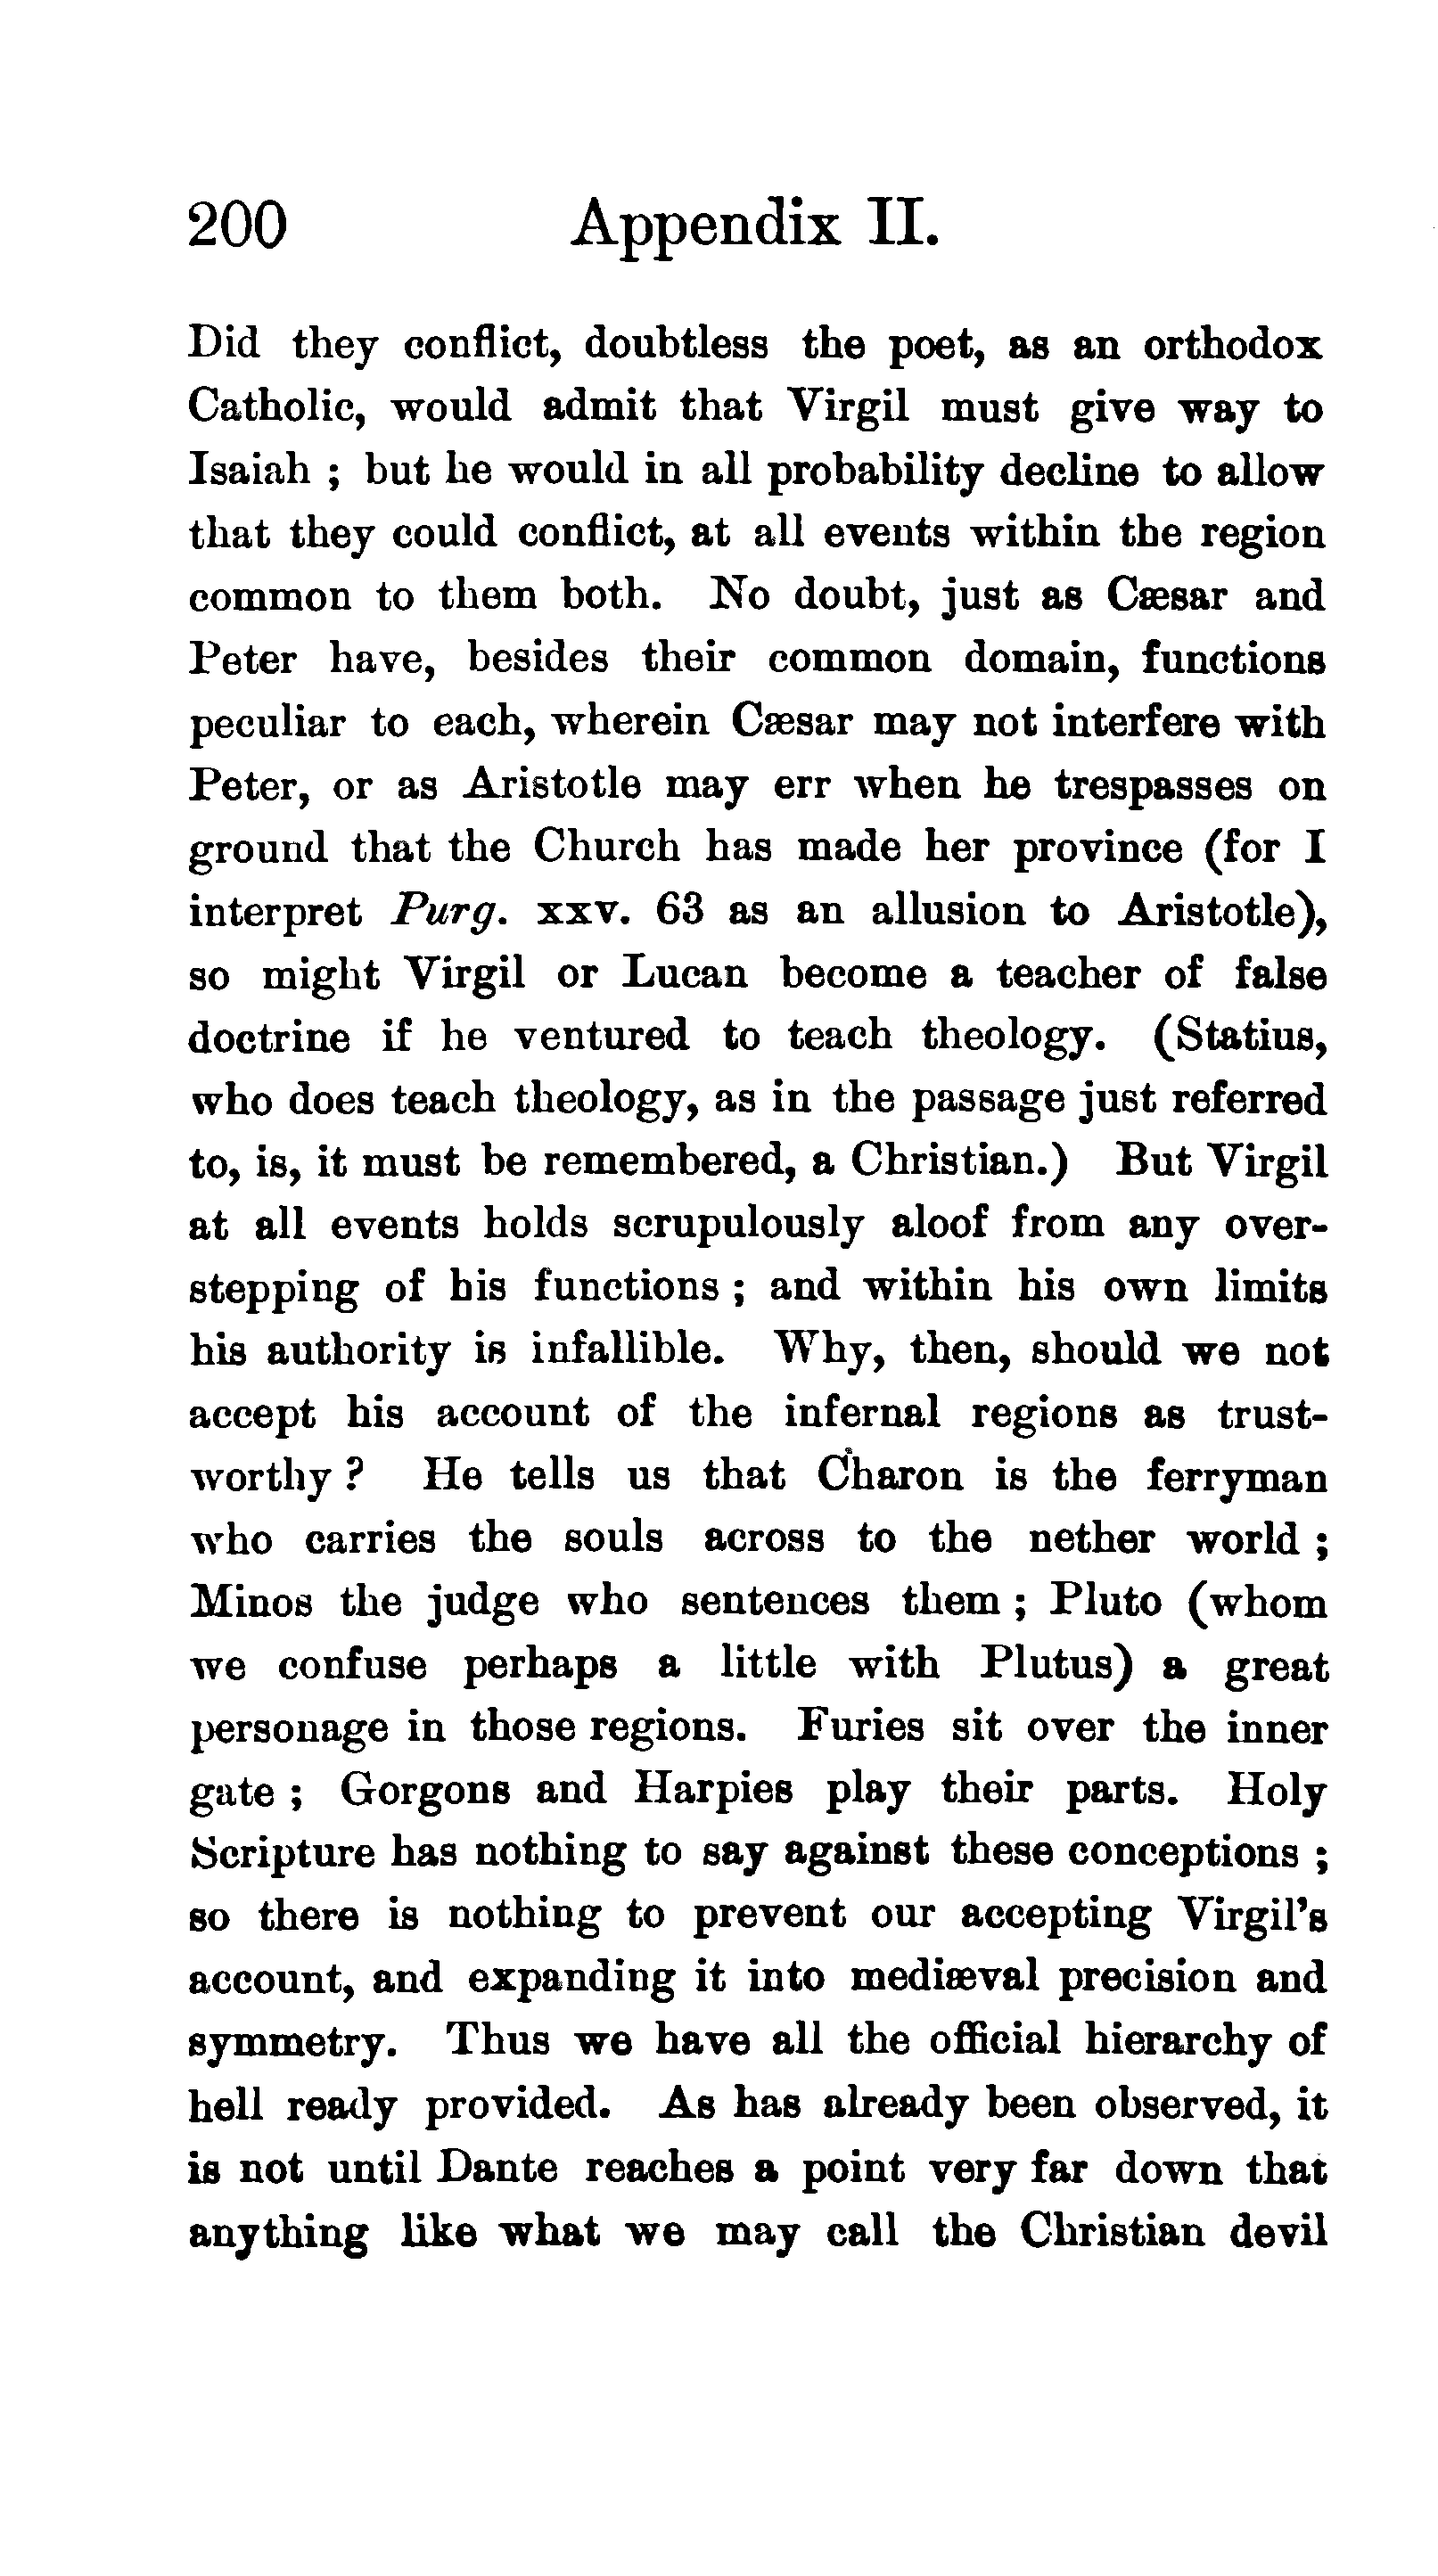 200 Appendix II.
Did they conflict, doubtless the poet, as an orthodox
Catholic, would admit that Virgil must give way to
Isaiah ; but he would in all probability decline to allow
that they could conflict, at all events within the region
common to them both. No doubt, just as Cæsar and
Peter have, besides their common domain, functions
peculiar to each, wherein Cæsar may not interfere with
Peter, or as Aristotle may err when he trespasses on
ground that the Church has made her province (for I
interpret Purg. xxv. 63 as an allusion to Aristotle),
so might Virgil or Lucan become a teacher of false
doctrine if he ventured to teach theology. (Statius,
who does teach theology, as in the passage just referred
to, is, it must be remembered, a Christian.) But Virgil
at all events holds scrupulously aloof from any over-
stepping of his functions ; and within his own limits
his authority is infallible. Why, then, should we not
accept his account of the infernal regions as trust-
worthy ? He tells us that Charon is the ferryman
who carries the souls across to the nether world ;
Minos the judge who sentences them ; Pluto (whom
we confuse perhaps a little with Plutus) a great
personage in those regions. Furies sit over the inner
gate ; Gorgons and Harpies play their parts. Holy
Scripture has nothing to say against these conceptions ;
so there is nothing to prevent our accepting Virgil's
account, and expanding it into mediæval precision and
symmetry. Thus we have all the official hierarchy of
hell ready provided. As has already been observed, it
is not until Dante reaches a point very far down that
anything like what we may call the Christian devil